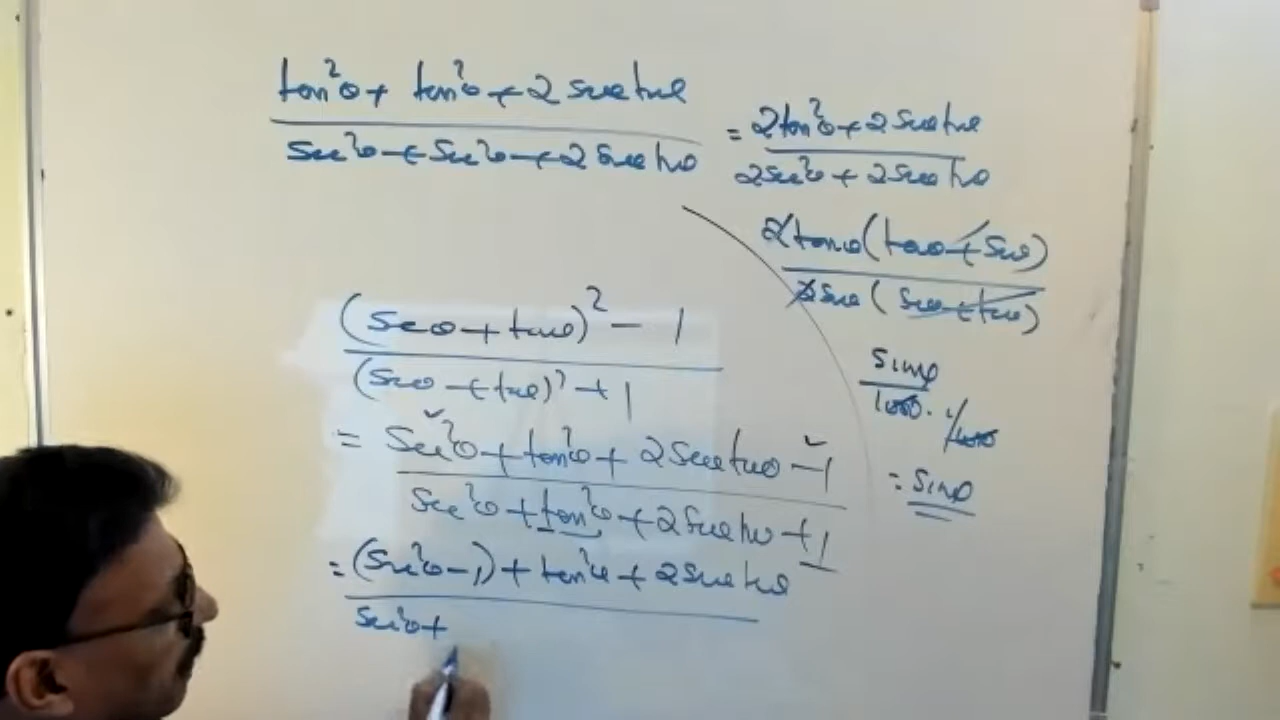 tan²θ + tan²θ + 2 secθ tanθ
sec²θ + sec²θ + 2 secθ tanθ
= 2tan²θ + 2 secθ tanθ
2sec²θ + 2 secθ tanθ
2tanθ(tanθ + secθ)
2secθ(secθ + tanθ)
sinθ
cosθ · 1/cosθ
= sinθ
(secθ + tanθ)² - 1
(secθ + tanθ)² + 1
= sec²θ + tan²θ + 2secθ tanθ - 1
sec²θ + tan²θ + 2secθ tanθ + 1
= (sec²θ - 1) + tan²θ + 2secθ tanθ
sec²θ +